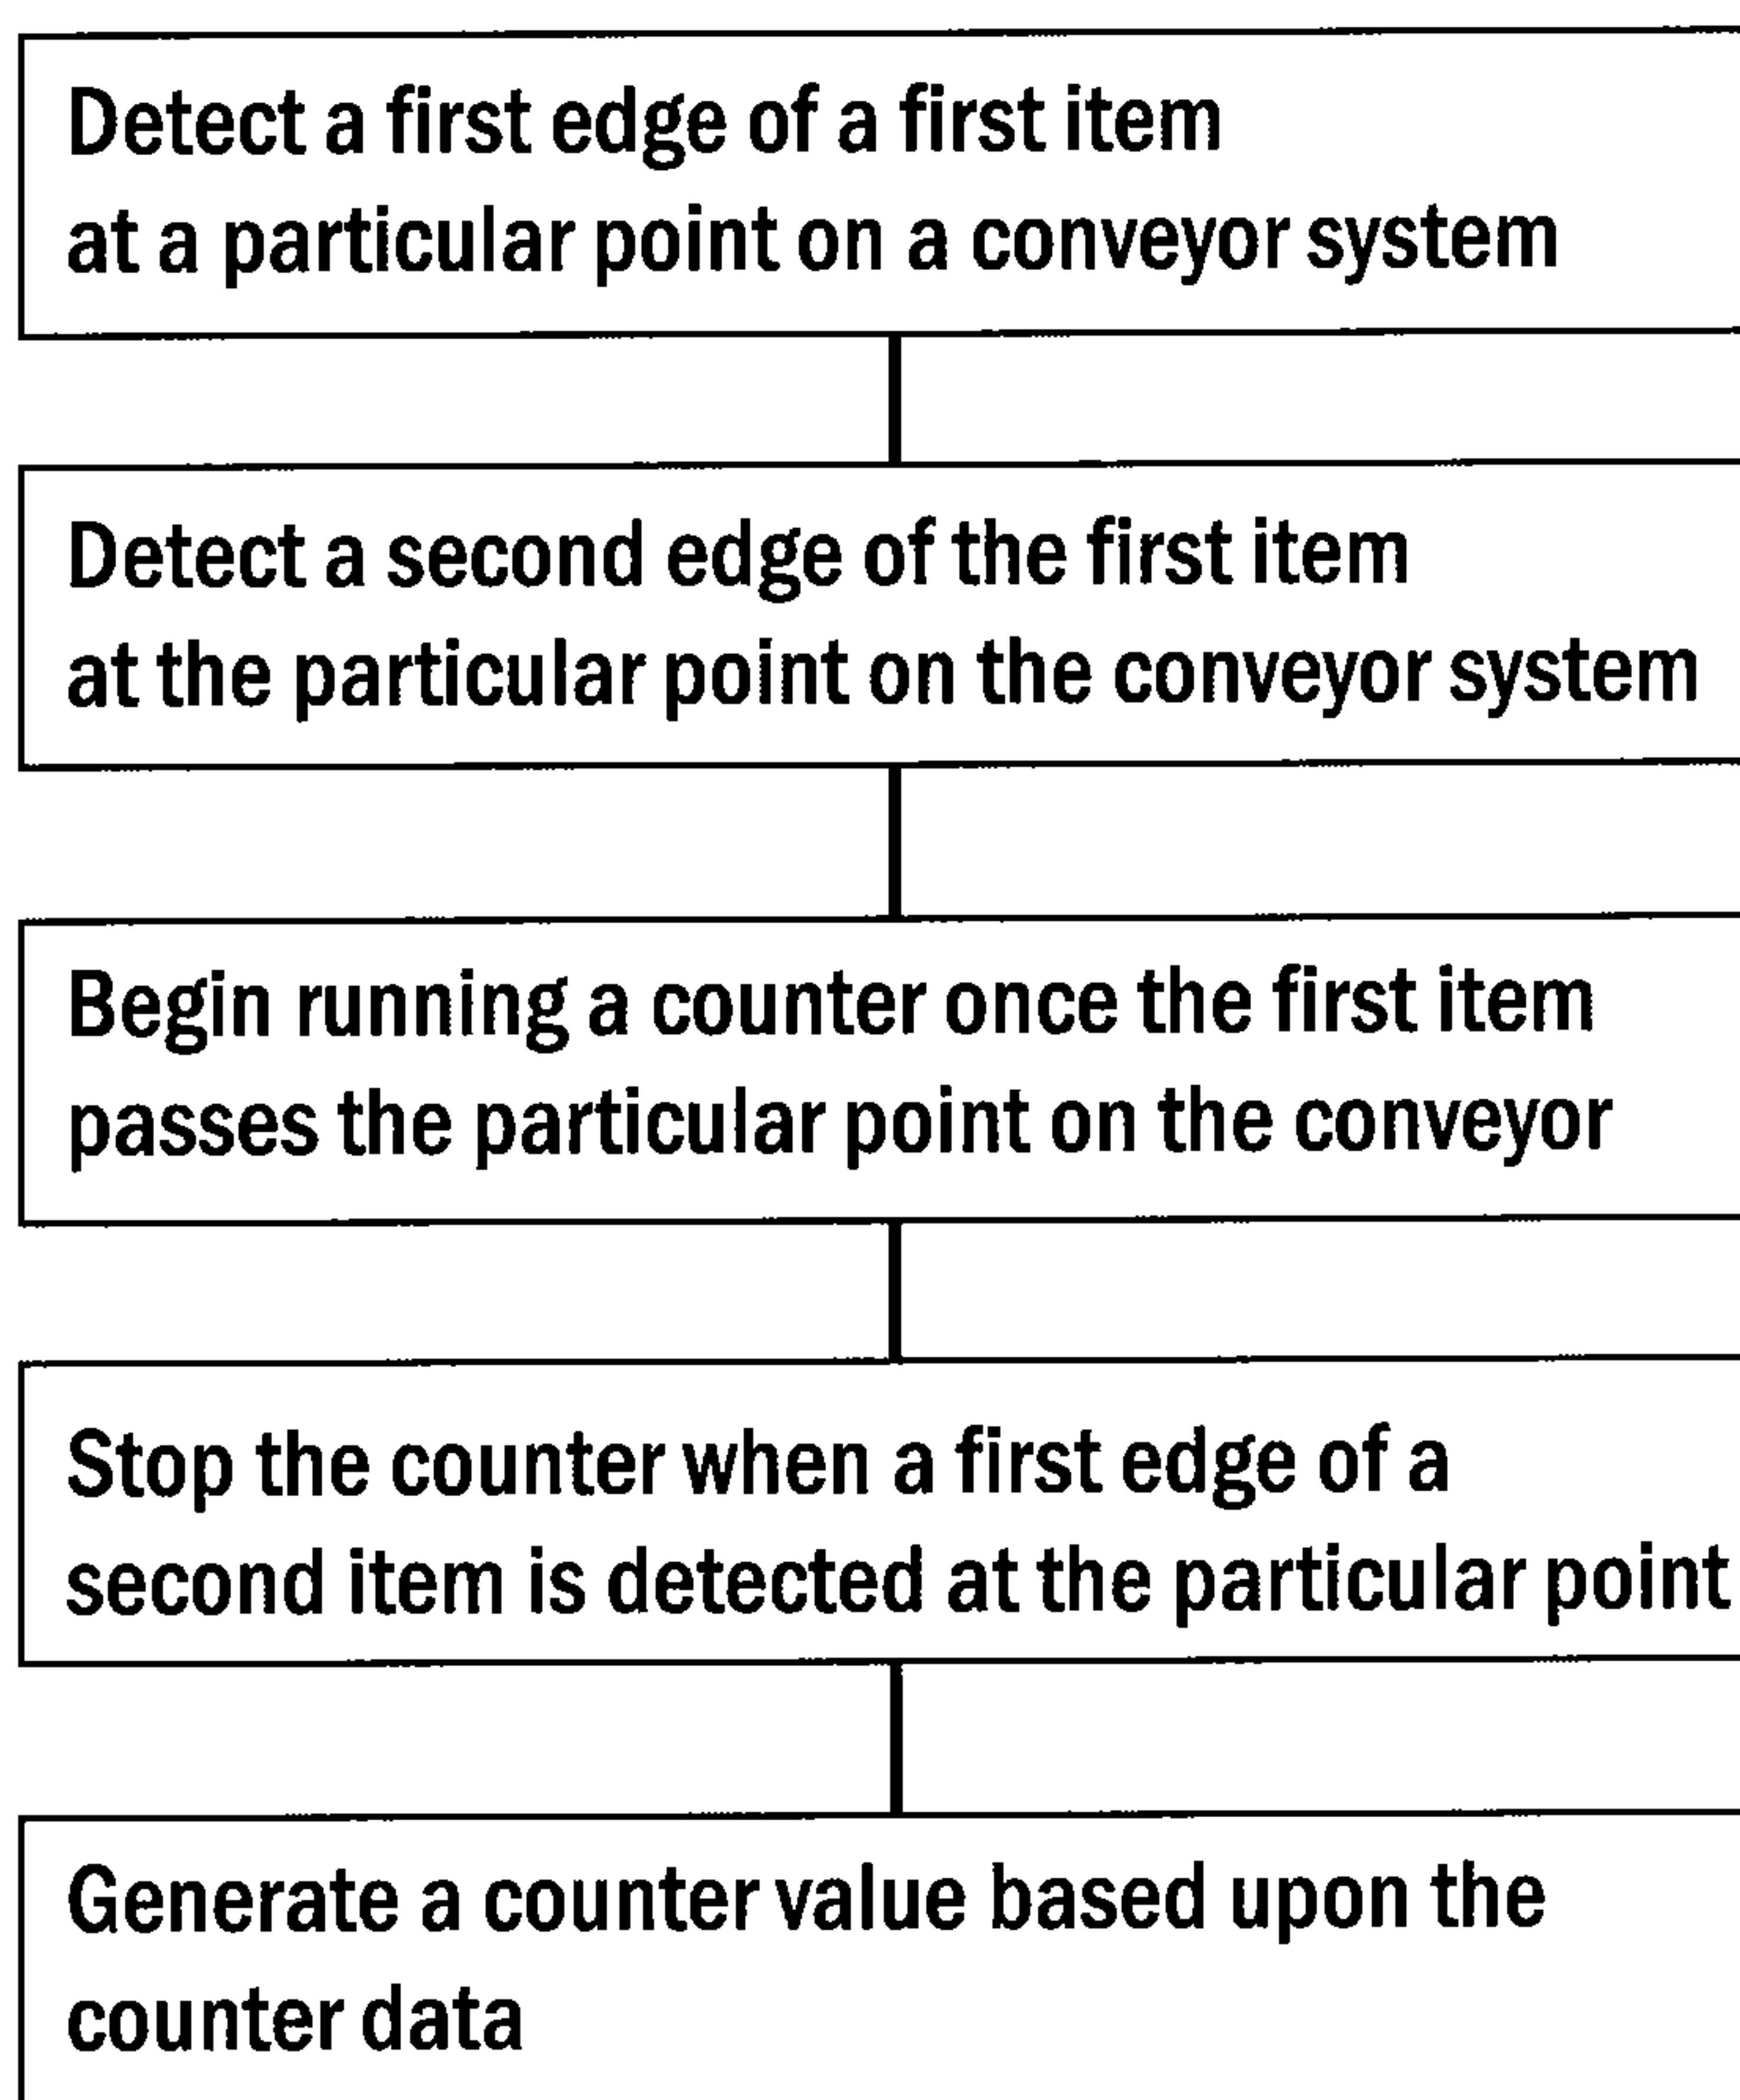 Detect a first edge of a first item
at a particular point on a conveyor system
Detect a second edge of the first item
at the particular point on the conveyor system
Begin running a counter once the first item
passes the particular point on the conveyor
Stop the counter when a first edge of a
second item is detected at the particular point
Generate a counter value based upon the
counter data